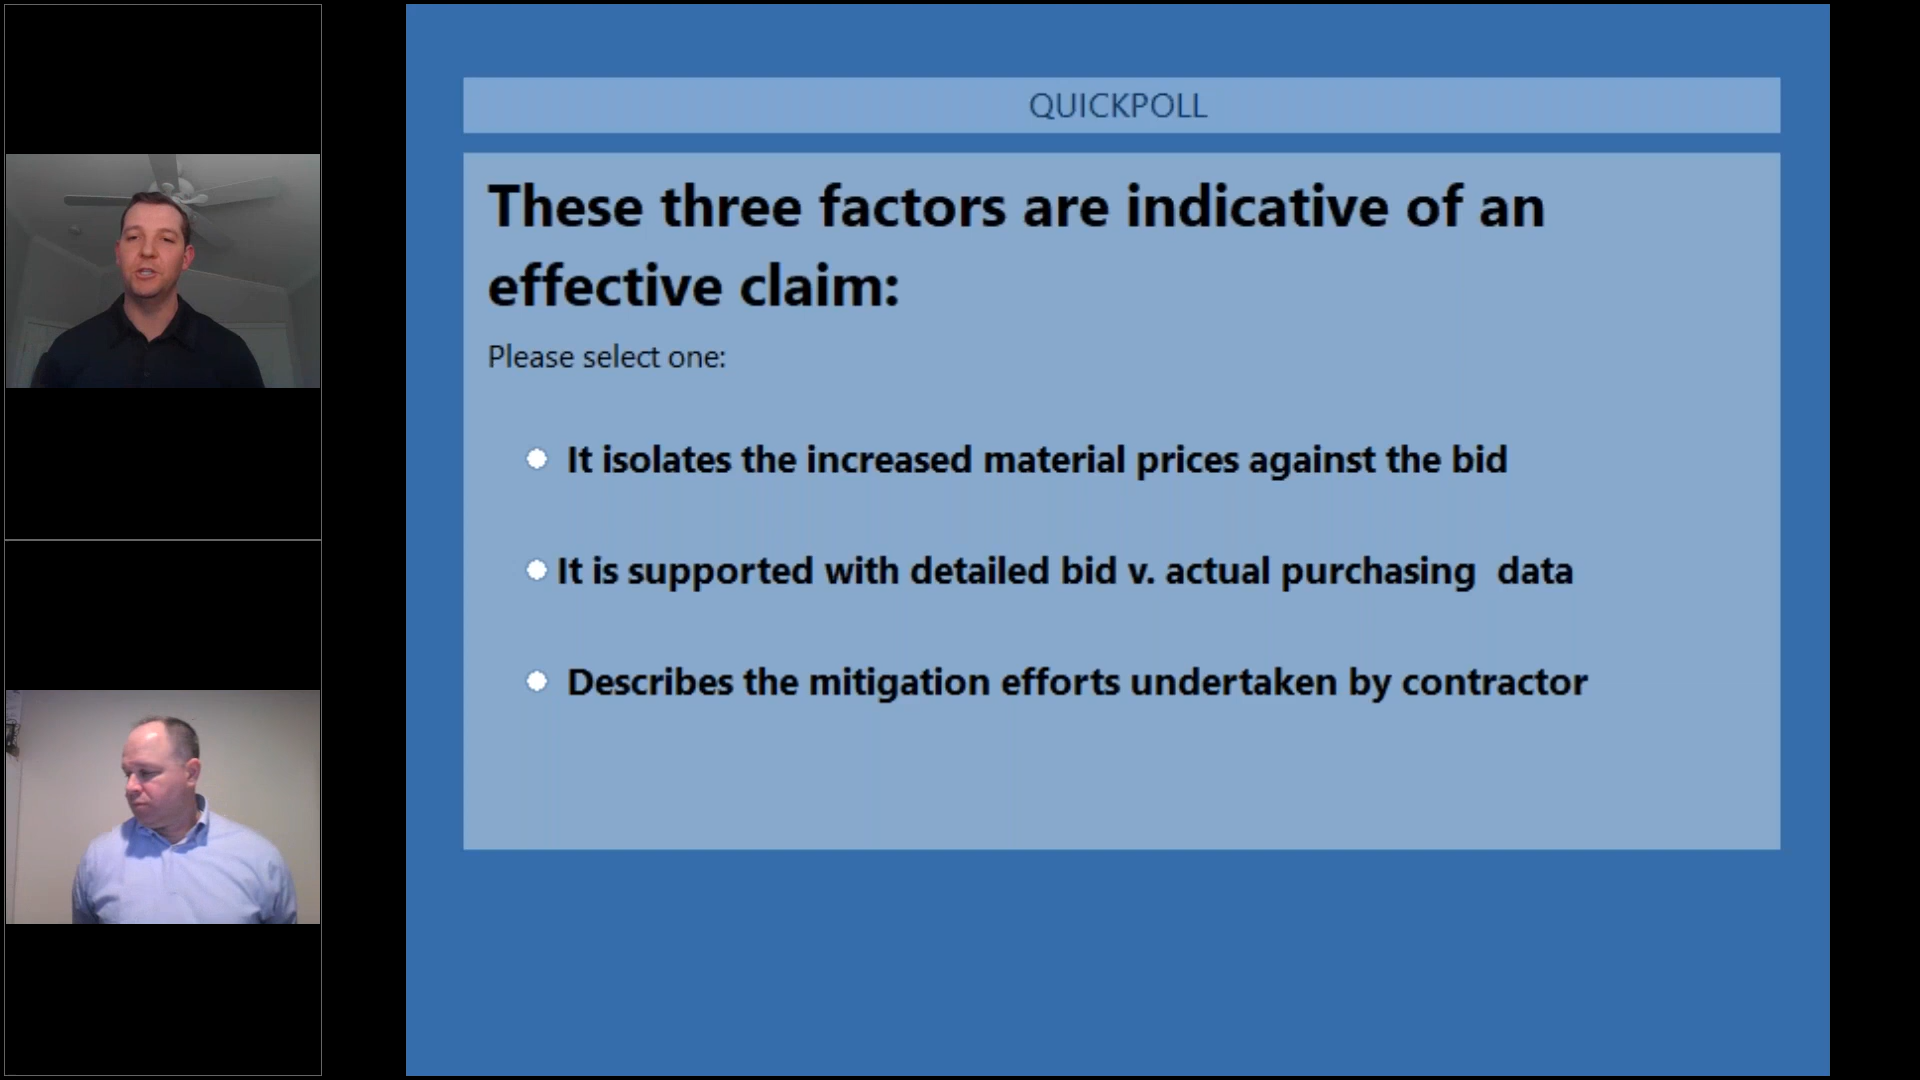 QUICKPOLL
These three factors are indicative of an
effective claim:
Please select one:
It isolates the increased material prices against the bid
It is supported with detailed bid v. actual purchasing  data
Describes the mitigation efforts undertaken by contractor